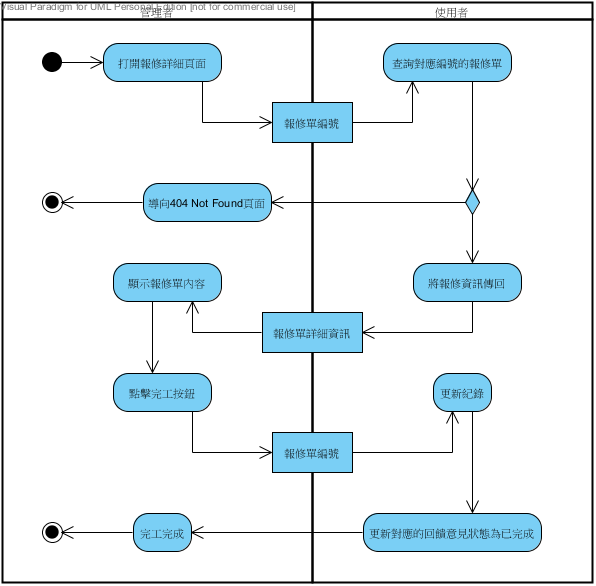 Visual Paradigm for UML Personal Edition [not for commercial use]
管理者
使用者
打開報修詳細頁面
查詢對應編號的報修單
報修單編號
導向404 Not Found頁面
顯示報修單內容
將報修資訊傳回
報修單詳細資訊
點擊完工按鈕
更新紀錄
報修單編號
完工完成
更新對應的回饋意見狀態為已完成